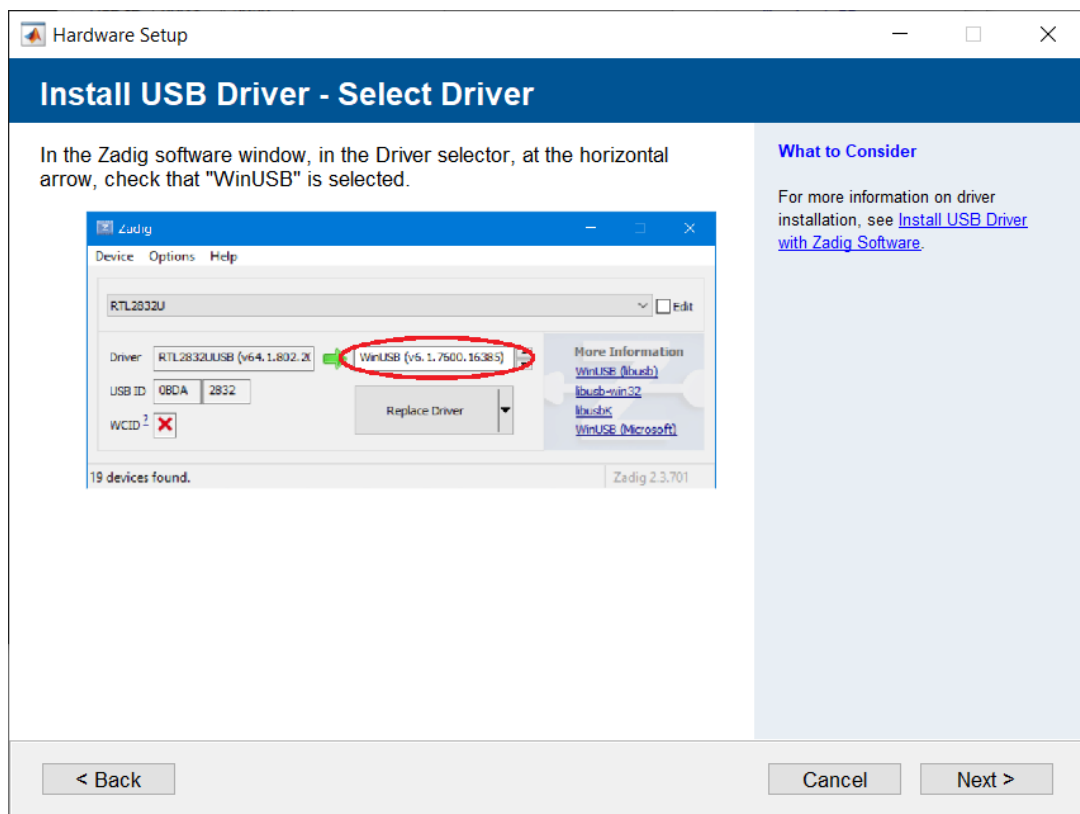 Hardware Setup
Install USB Driver - Select Driver
In the Zadig software window, in the Driver selector, at the horizontal
arrow, check that "WinUSB" is selected.
Zadig
Device Options Help
RTL2832U
Edit
Driver RTL2832UUSB (v64.1.802.20 WinUSB (v6.1.7600.16385)
USB ID 0BDA 2832
WCID ?
Replace Driver
More Information
WinUSB (libusb)
libusb-win32
libusbK
WinUSB (Microsoft)
19 devices found.
Zadig 2.3.701
What to Consider
For more information on driver
installation, see Install USB Driver
with Zadig Software.
< Back
Cancel
Next >